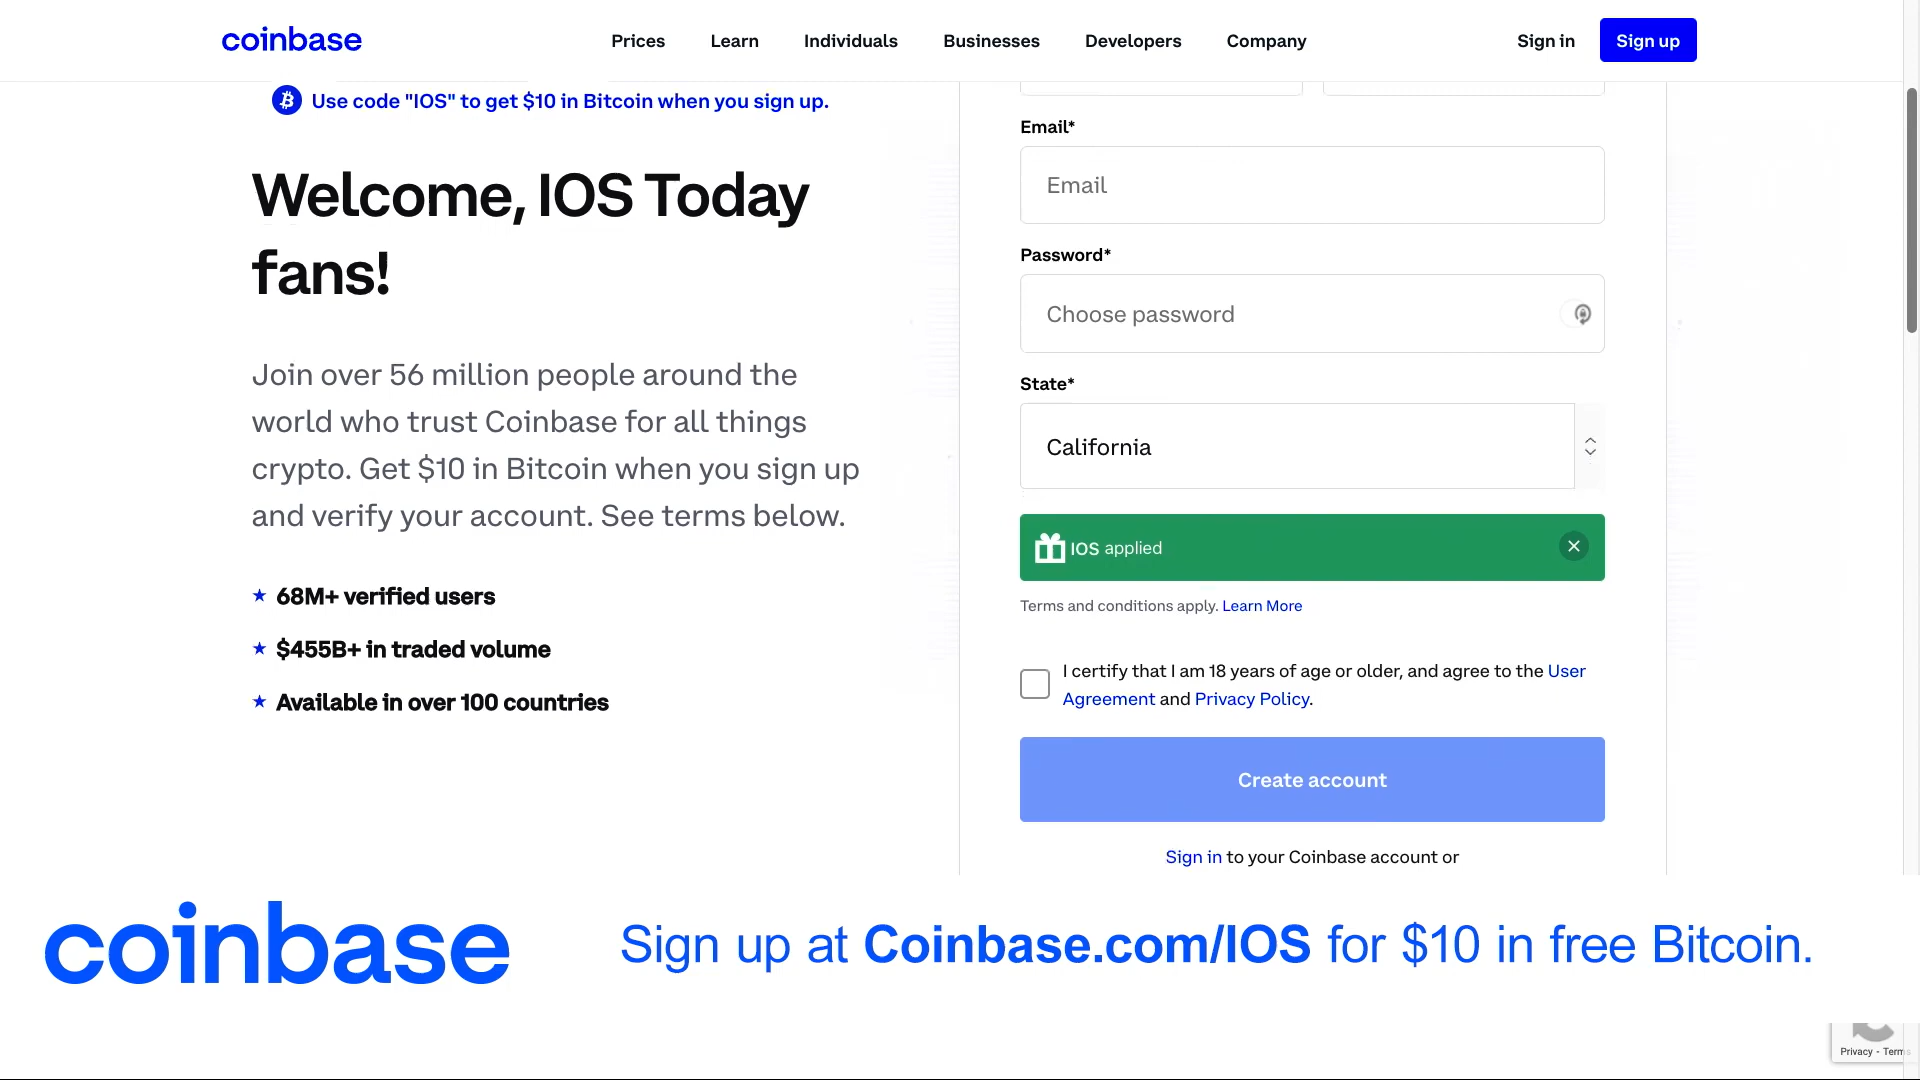 coinbase
Prices
Learn
Individuals
Businesses
Developers
Company
Sign in
Sign up
Use code "IOS" to get $10 in Bitcoin when you sign up.
Welcome, IOS Today
fans!
Join over 56 million people around the
world who trust Coinbase for all things
crypto. Get $10 in Bitcoin when you sign up
and verify your account. See terms below.
68M+ verified users
$455B+ in traded volume
Available in over 100 countries
Email*
Email
Password*
Choose password
State*
California
IOS applied
Terms and conditions apply. Learn More
I certify that I am 18 years of age or older, and agree to the User
Agreement and Privacy Policy.
Create account
Sign in to your Coinbase account or
coinbase
Sign up at Coinbase.com/IOS for $10 in free Bitcoin.
Privacy - Terms